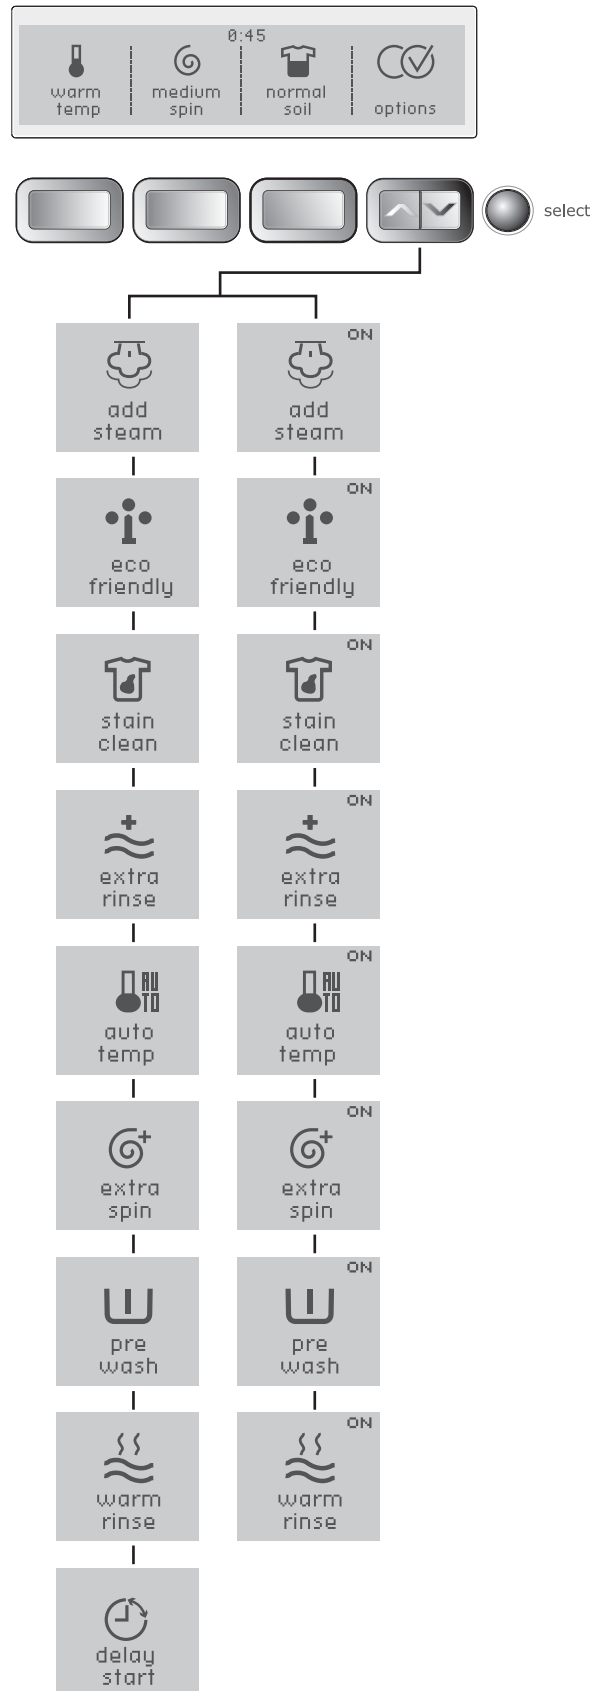 0:45
warm
temp
medium
spin
normal
soil
options
select
add
steam
ON
add
steam
eco
friendly
ON
eco
friendly
stain
clean
ON
stain
clean
extra
rinse
ON
extra
rinse
AU
TO
auto
temp
ON
AU
TO
auto
temp
extra
spin
ON
extra
spin
pre
wash
ON
pre
wash
warm
rinse
ON
warm
rinse
delay
start